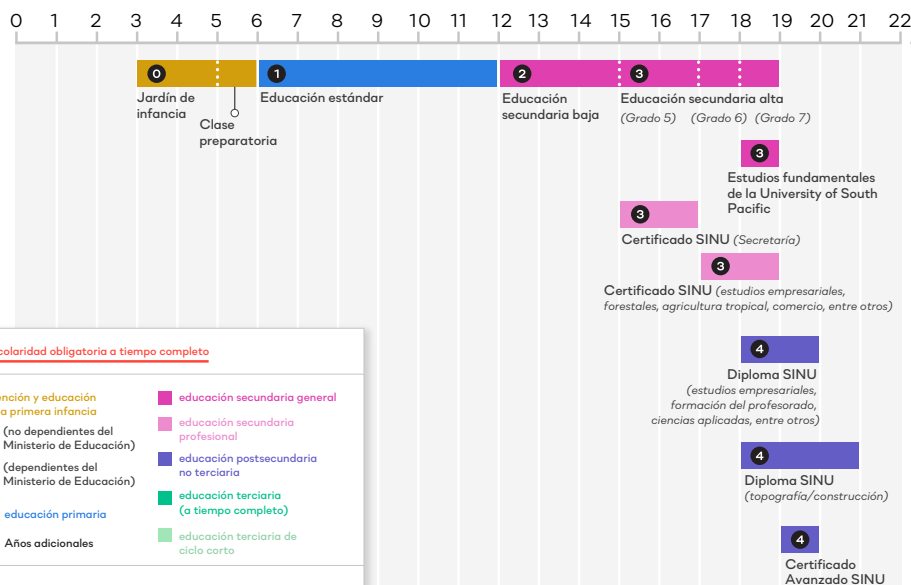 0 1 2 3 4 5 6 7 8 9 10 11 12 13 14 15 16 17 18 19 20 21 22
0 1 2 3
Jardín de
infancia
Clase
preparatoria
Educación estándar
Educación
secundaria baja
Educación secundaria alta
(Grado 5) (Grado 6) (Grado 7)
3
Estudios fundamentales
de la University of South
Pacific
3
Certificado SINU (Secretaría)
3
Certificado SINU (estudios empresariales,
forestales, agricultura tropical, comercio, entre otros)
4
Diploma SINU
(estudios empresariales,
formación del profesorado,
ciencias aplicadas, entre otros)
4
Diploma SINU
(topografía/construcción)
4
Certificado
Avanzado SINU
colaridad obligatoria a tiempo completo
nción y educación
a primera infancia
(no dependientes del
Ministerio de Educación)
(dependientes del
Ministerio de Educación)
educación primaria
Años adicionales
educación secundaria general
educación secundaria
profesional
educación postsecundaria
no terciaria
educación terciaria
(a tiempo completo)
educación terciaria de
ciclo corto